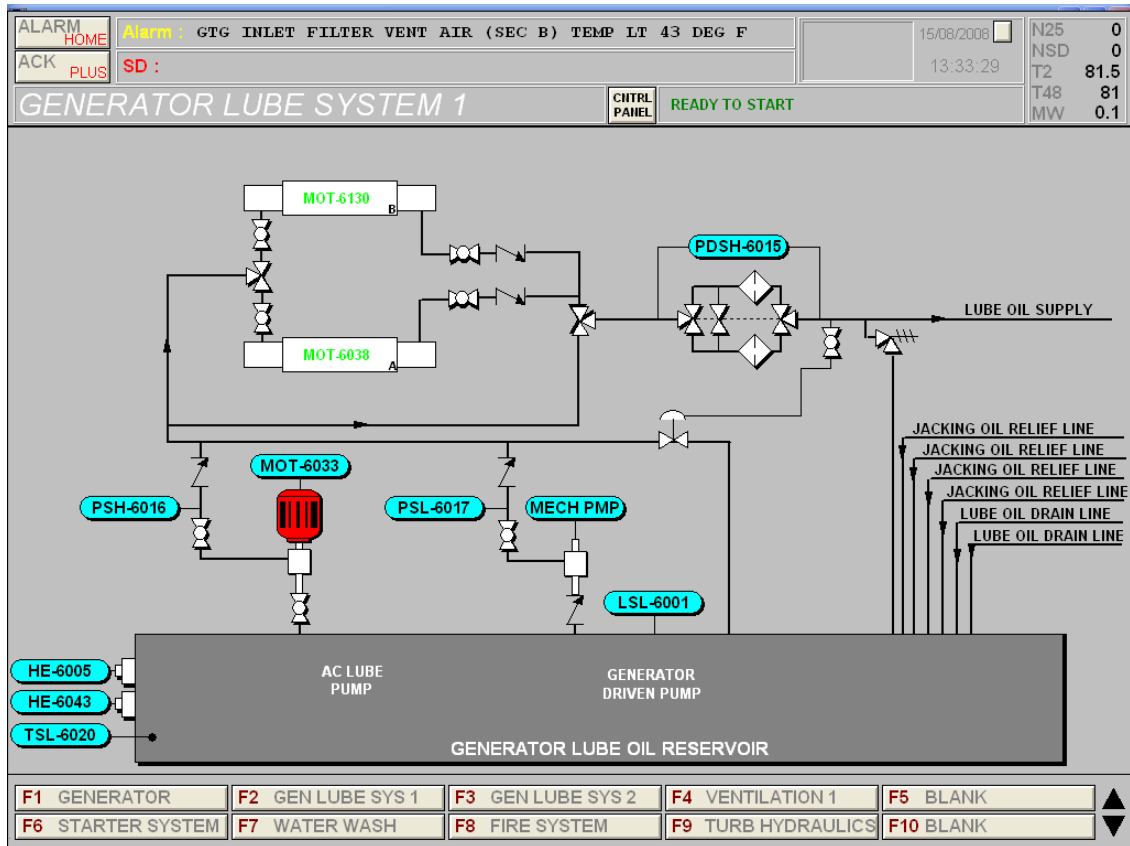 ALARM HOME
Alarm : GTG INLET FILTER VENT AIR (SEC B) TEMP LT 43 DEG F
15/08/2008
N25 0
ACK PLUS
SD :
13:33:29
NSD 0
T2 81.5
GENERATOR LUBE SYSTEM 1
CNTRL
PANEL
READY TO START
T48 81
MW 0.1
MOT-6130
B
PDSH-6015
LUBE OIL SUPPLY
MOT-6038
A
JACKING OIL RELIEF LINE
JACKING OIL RELIEF LINE
JACKING OIL RELIEF LINE
JACKING OIL RELIEF LINE
LUBE OIL DRAIN LINE
LUBE OIL DRAIN LINE
MOT-6033
PSH-6016
PSL-6017
MECH PMP
LSL-6001
HE-6005
HE-6043
TSL-6020
AC LUBE
PUMP
GENERATOR
DRIVEN PUMP
GENERATOR LUBE OIL RESERVOIR
F1 GENERATOR
F2 GEN LUBE SYS 1
F3 GEN LUBE SYS 2
F4 VENTILATION 1
F5 BLANK
F6 STARTER SYSTEM
F7 WATER WASH
F8 FIRE SYSTEM
F9 TURB HYDRAULICS
F10 BLANK